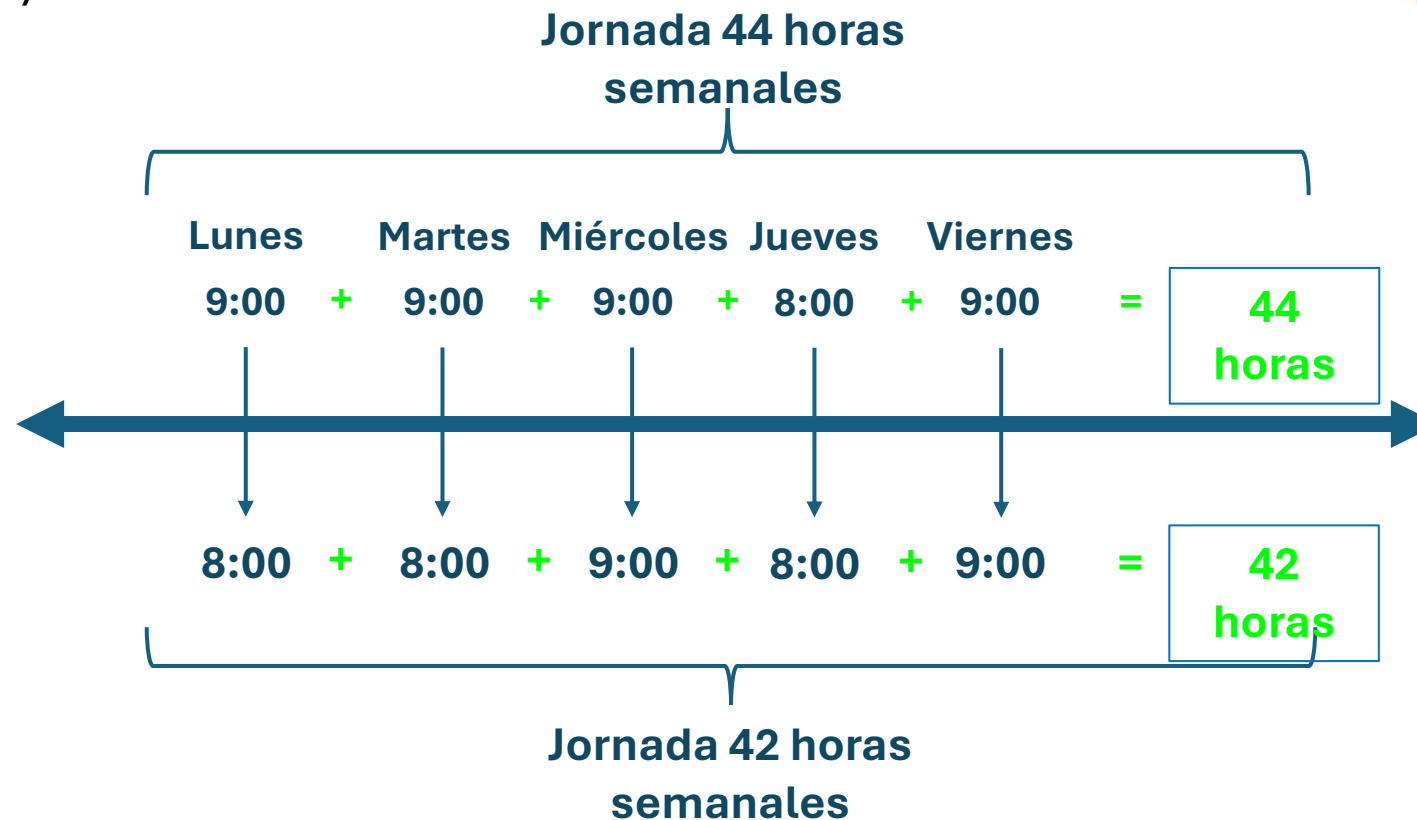 )
Jornada 44 horas
semanales
Lunes Martes Miércoles Jueves Viernes
9:00 + 9:00 + 9:00 + 8:00 + 9:00 = 44
horas
8:00 + 8:00 + 9:00 + 8:00 + 9:00 = 42
horas
Jornada 42 horas
semanales